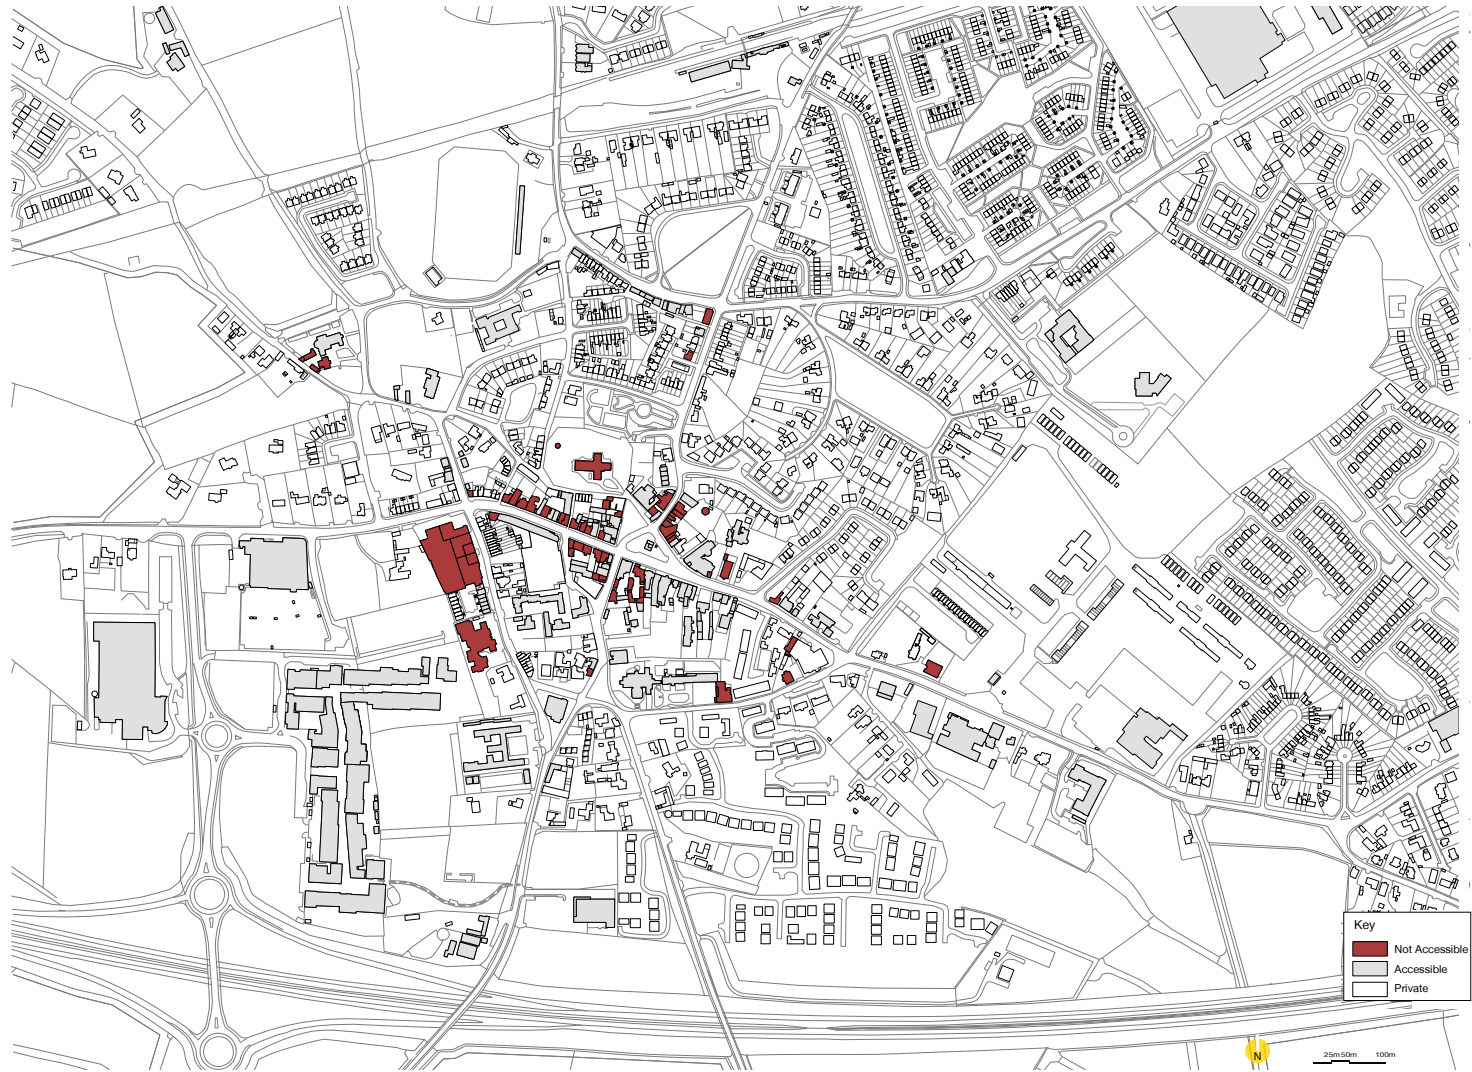 Key
Not Accessible
Accessible
Private
N
25m 50m 100m